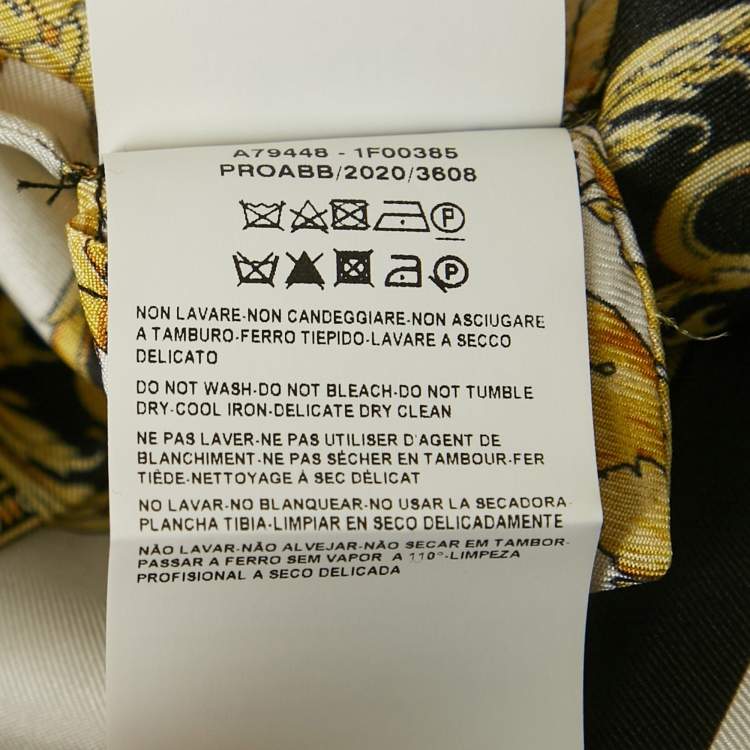 A79448 - 1F00385
PROABB/2020/3608
P
P
NON LAVARE-NON CANDEGGIARE-NON ASCIUGARE
A TAMBURO-FERRO TIEPIDO-LAVARE A SECCO
DELICATO
DO NOT WASH-DO NOT BLEACH-DO NOT TUMBLE
DRY-COOL IRON-DELICATE DRY CLEAN
NE PAS LAVER-NE PAS UTILISER D'AGENT DE
BLANCHIMENT-NE PAS SÉCHER EN TAMBOUR-FER
TIÈDE-NETTOYAGE À SEC DÉLICAT
NO LAVAR-NO BLANQUEAR-NO USAR LA SECADORA-
PLANCHA TIBIA-LIMPIAR EN SECO DELICADAMENTE
NÃO LAVAR-NÃO ALVEJAR-NÃO SECAR EM TAMBOR-
PASSAR A FERRO SEM VAPOR A 110°-LIMPEZA
PROFISIONAL A SECO DELICADA